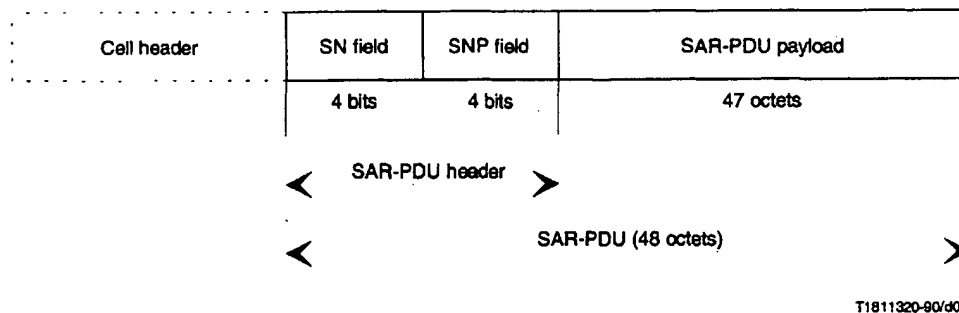 Cell header SN field SNP field SAR-PDU payload
4 bits 4 bits 47 octets
SAR-PDU header
SAR-PDU (48 octets)
T1811320-90/d0